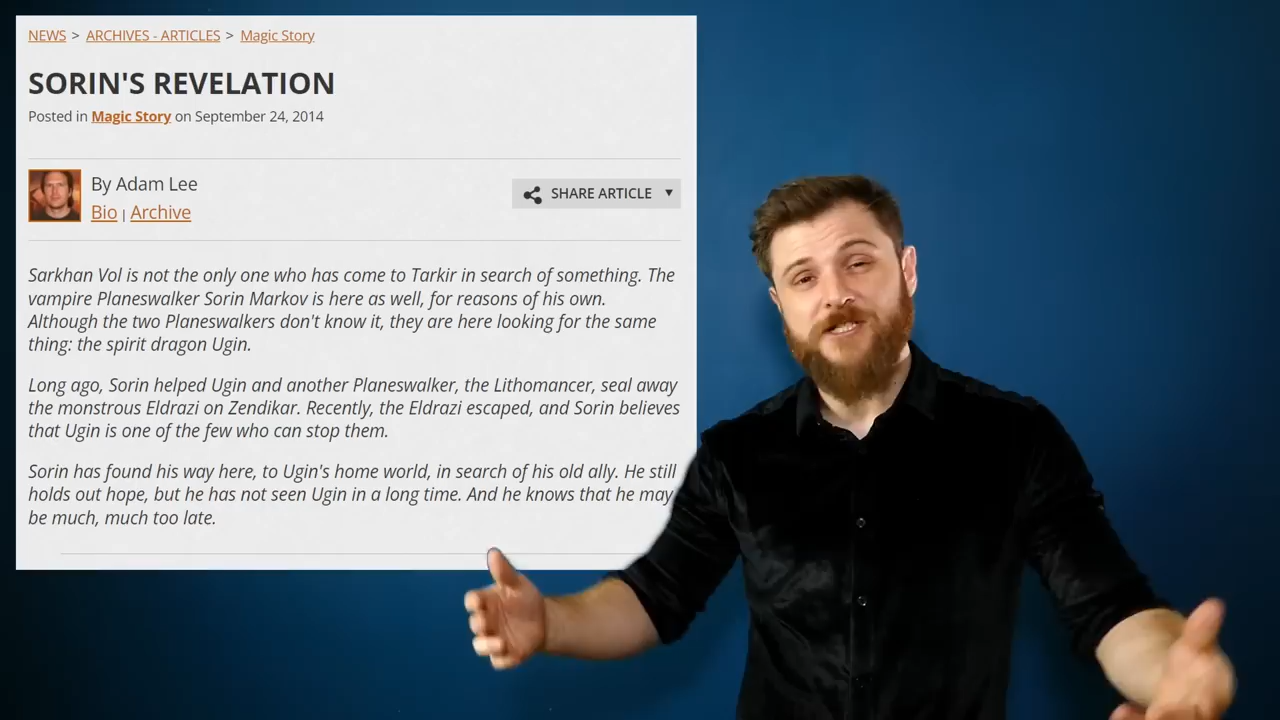 NEWS > ARCHIVES - ARTICLES > Magic Story
SORIN'S REVELATION
Posted in Magic Story on September 24, 2014
By Adam Lee
Bio | Archive
SHARE ARTICLE ▼
Sarkhan Vol is not the only one who has come to Tarkir in search of something. The
vampire Planeswalker Sorin Markov is here as well, for reasons of his own.
Although the two Planeswalkers don't know it, they are here looking for the same
thing: the spirit dragon Ugin.
Long ago, Sorin helped Ugin and another Planeswalker, the Lithomancer, seal away
the monstrous Eldrazi on Zendikar. Recently, the Eldrazi escaped, and Sorin believes
that Ugin is one of the few who can stop them.
Sorin has found his way here, to Ugin's home world, in search of his old ally. He still
holds out hope, but he has not seen Ugin in a long time. And he knows that he may
be much, much too late.